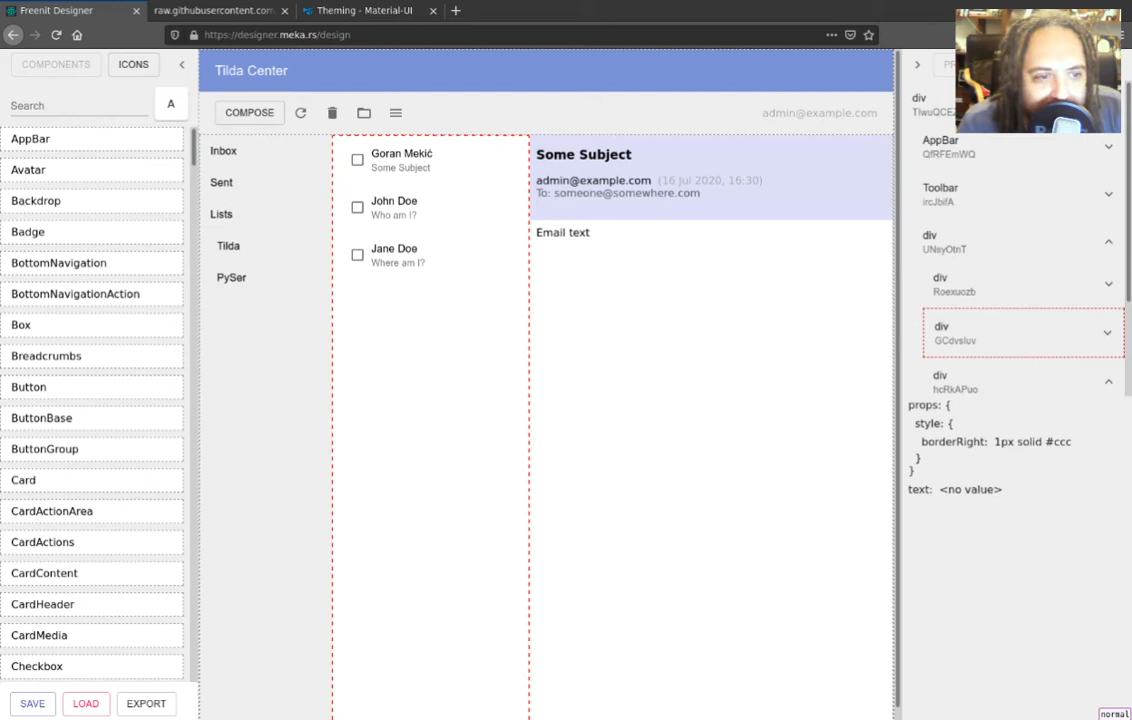 Freenit Designer
raw.githubusercontent.com
Theming - Material-UI
https://designer.meka.rs/design
COMPONENTS
ICONS
Search
A
AppBar
Avatar
Backdrop
Badge
BottomNavigation
BottomNavigationAction
Box
Breadcrumbs
Button
ButtonBase
ButtonGroup
Card
CardActionArea
CardActions
CardContent
CardHeader
CardMedia
Checkbox
SAVE
LOAD
EXPORT
Tilda Center
COMPOSE
admin@example.com
Inbox
Sent
Lists
Tilda
PySer
Goran Mekić
Some Subject
John Doe
Who am I?
Jane Doe
Where am I?
Some Subject
admin@example.com (16 Jul 2020, 16:30)
To: someone@somewhere.com
Email text
div
AppBar
QfRFEmWQ
Toolbar
ircJbifA
div
UNsyOtnT
div
Roexuozb
div
GCdvsluv
div
hcRkAPuo
props: {
style: {
borderRight: 1px solid #ccc
}
}
text: <no value>
normal